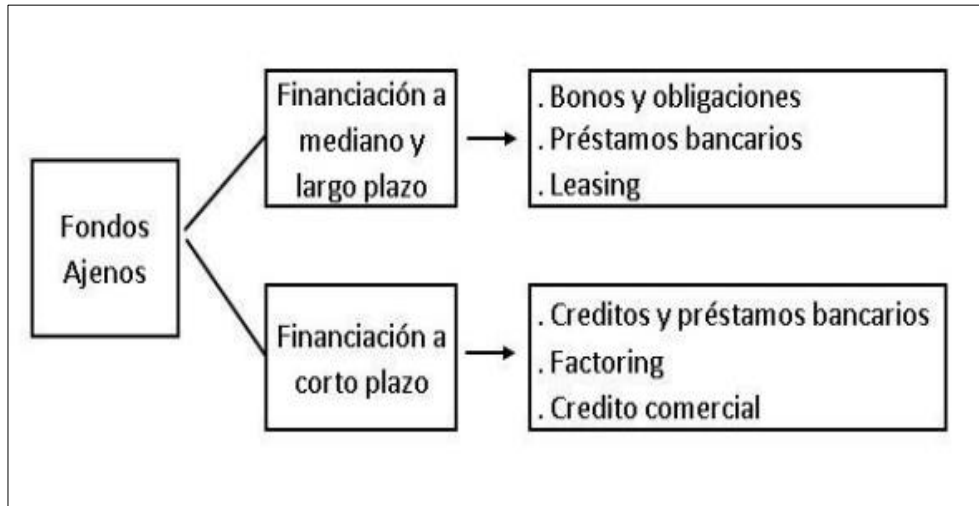 Fondos
Ajenos
Financiación a
mediano y
largo plazo
. Bonos y obligaciones
. Préstamos bancarios
. Leasing
Financiación a
corto plazo
. Creditos y préstamos bancarios
. Factoring
. Credito comercial